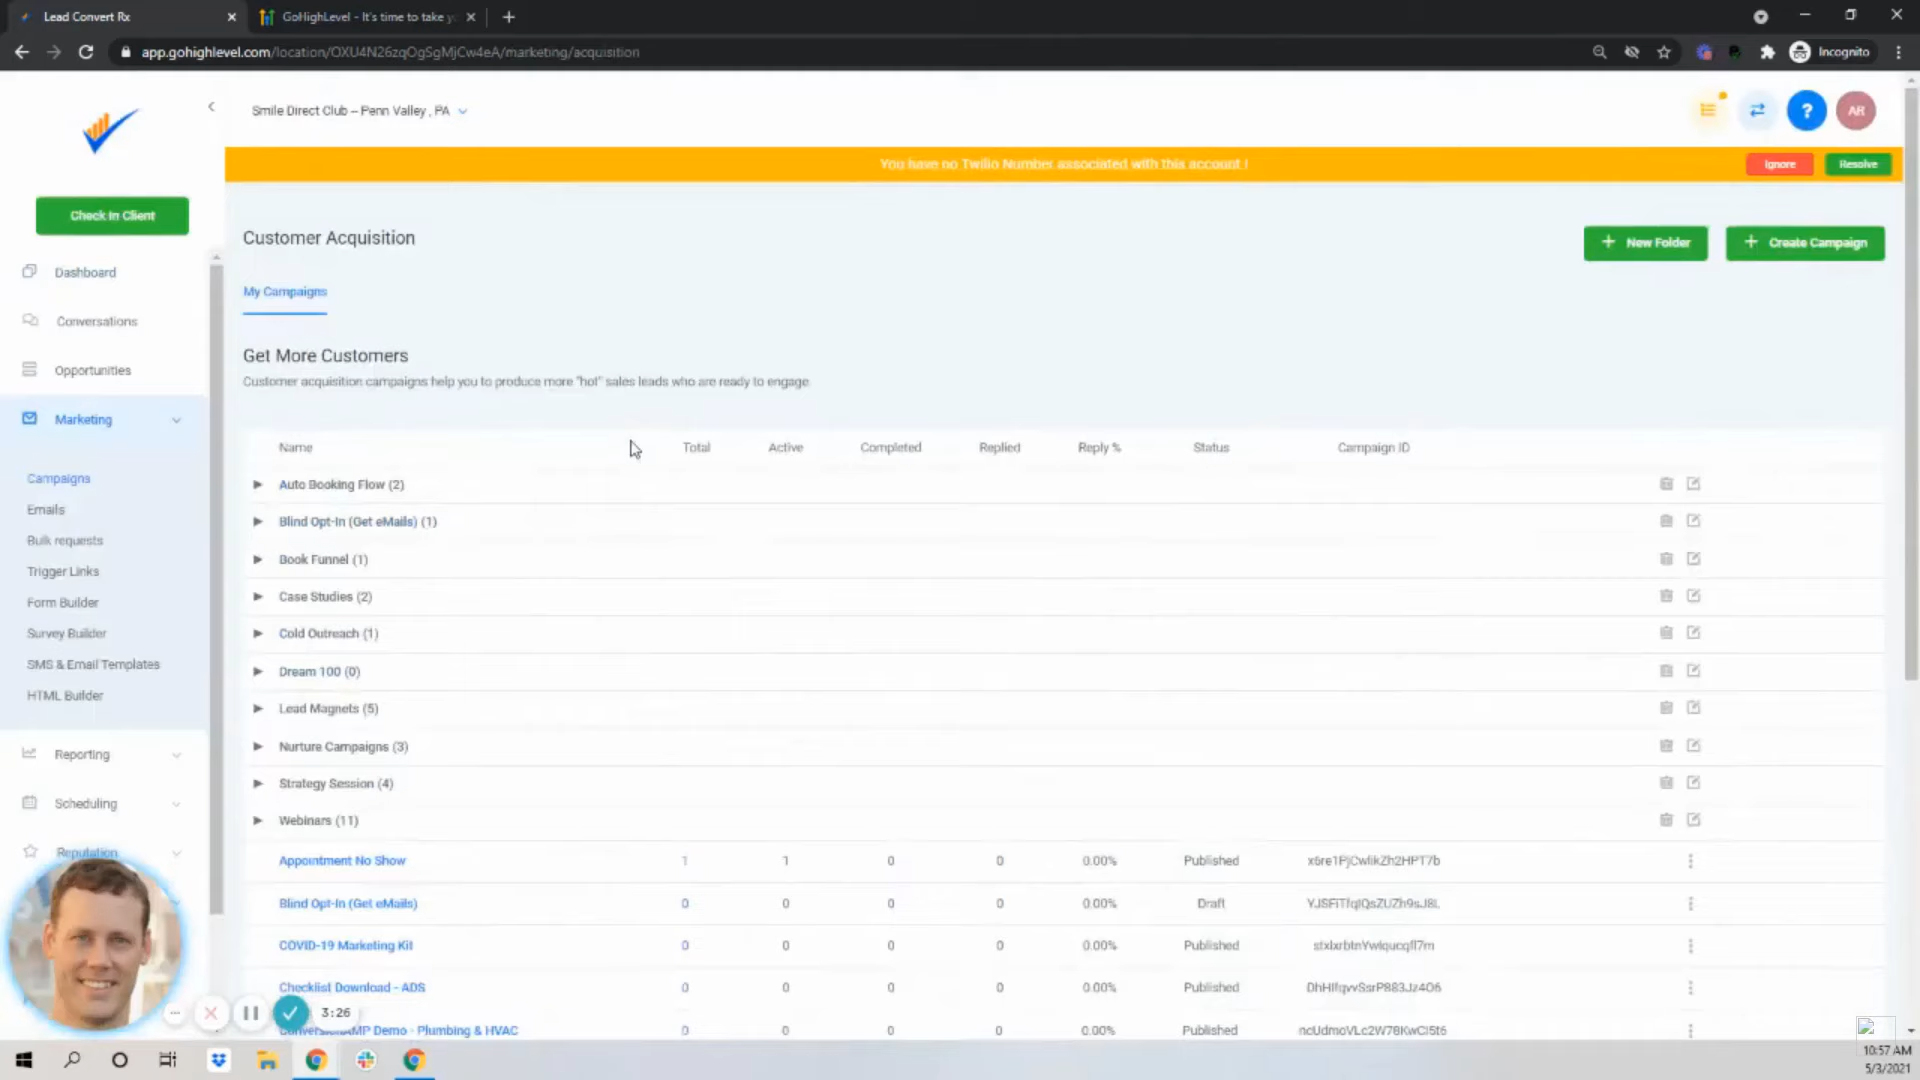 Lead Convert Rx
GoHighLevel - It's time to take y
app.gohighlevel.com/location/OXU4N26zqOgSgMjCw4eA/marketing/acquisition
Incognito
Smile Direct Club – Penn Valley , PA
AR
You have no Twilio Number associated with this account !
Ignore
Resolve
Check In Client
Customer Acquisition
New Folder
Create Campaign
Dashboard
My Campaigns
Conversations
Get More Customers
Opportunities
Customer acquisition campaigns help you to produce more "hot" sales leads who are ready to engage.
Marketing
Name Total Active Completed Replied Reply % Status Campaign ID
Campaigns
Auto Booking Flow (2)
Emails
Blind Opt-In (Get eMails) (1)
Bulk requests
Book Funnel (1)
Trigger Links
Case Studies (2)
Form Builder
Cold Outreach (1)
Survey Builder
Dream 100 (0)
SMS & Email Templates
Lead Magnets (5)
HTML Builder
Nurture Campaigns (3)
Reporting
Strategy Session (4)
Scheduling
Webinars (11)
Reputation
Appointment No Show 1 1 0 0 0.00% Published
Blind Opt-In (Get eMails) 0 0 0 0 0.00% Draft
COVID-19 Marketing Kit 0 0 0 0 0.00% Published
Checklist Download - ADS 0 0 0 0 0.00% Published
3:26
ConversionAMP Demo - Plumbing & HVAC 0 0 0 0 0.00% Published
10:57 AM
5/3/2021